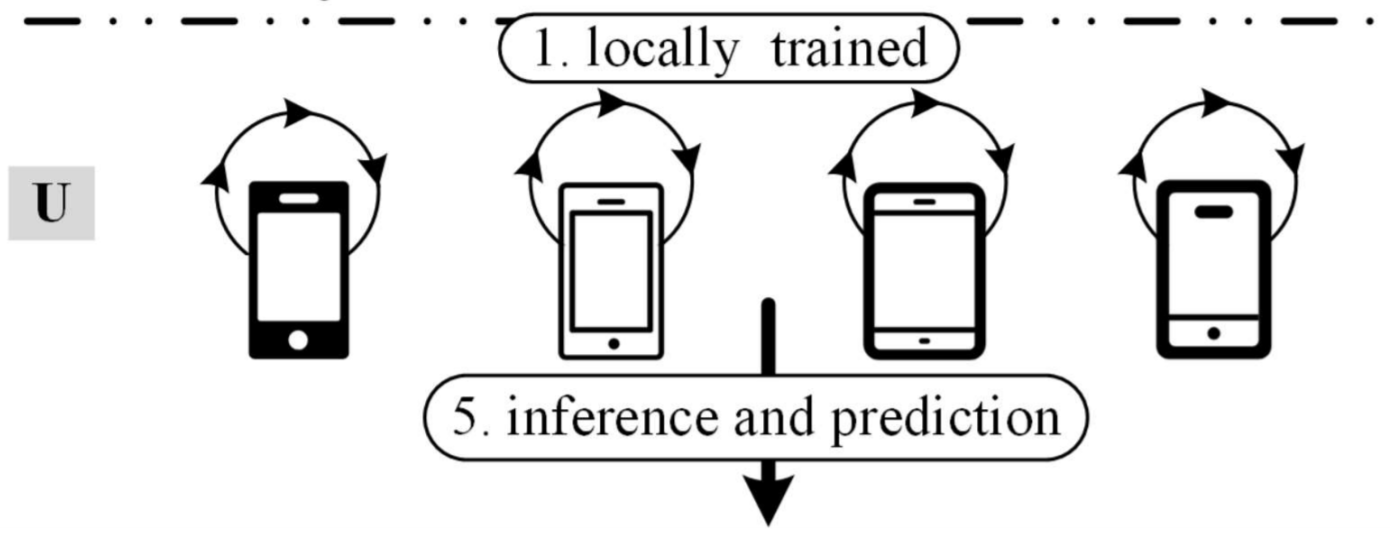 1. locally trained
U
5. inference and prediction